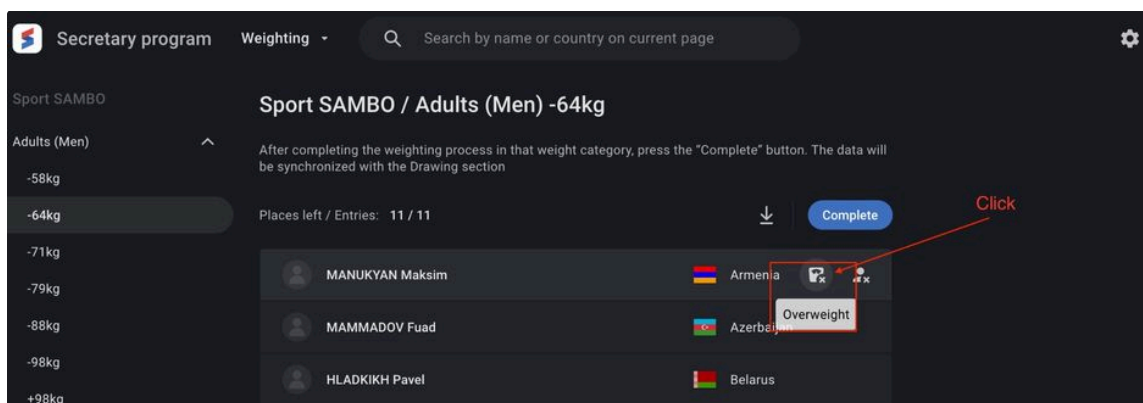 Secretary program
Weighting
Search by name or country on current page
Sport SAMBO
Adults (Men)
-58kg
-64kg
-71kg
-79kg
-88kg
-98kg
+98kg
Sport SAMBO / Adults (Men) -64kg
After completing the weighting process in that weight category, press the "Complete" button. The data will
be synchronized with the Drawing section
Places left / Entries: 11 / 11
Complete
Click
MANUKYAN Maksim
Armenia
Overweight
MAMMADOV Fuad
Azerbaijan
HLADKIKH Pavel
Belarus